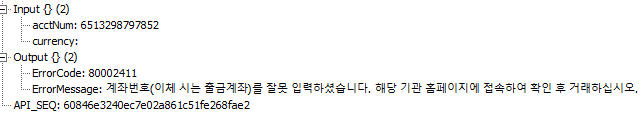 Input {} (2)
acctNum: 6513298797852
currency:
Output {} (2)
ErrorCode: 80002411
ErrorMessage: 계좌번호(이체 시는 출금계좌)를 잘못 입력하셨습니다. 해당 기관 홈페이지에 접속하여 확인 후 거래하십시오.
API_SEQ: 60846e3240ec7e02a861c51fe268fae2